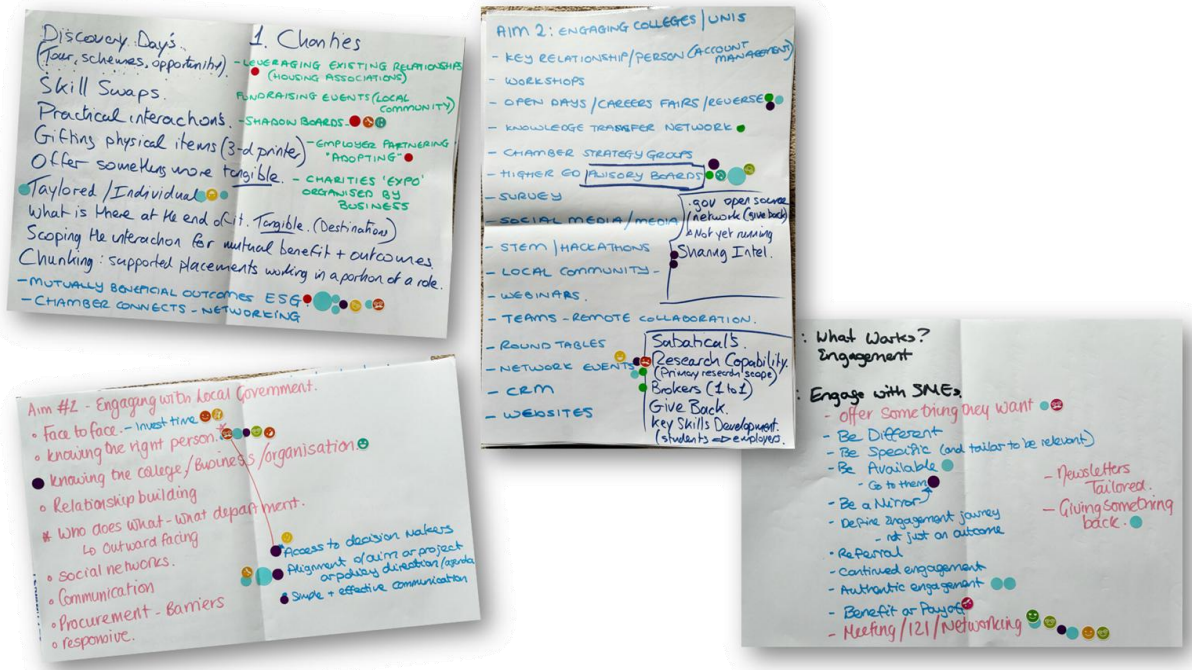 Discovery Day's.
(Tour, schemes, opportunity).
Skill Swaps.
Practical interachons.
Gifting physical items (3-d printer)
Offer something more tangible.
Taylored / Individual
What is there at the end of it. Tangible. (Destinations)
Scoping the interachon for mutual benefit + outcomes.
Chunking: supported placements working in a portion of a role.
- MUTUALLY BENEFICIAL OUTCOMES ESG
- CHAMBER CONNECTS - NETWORKING
1. Charities
- LEVERAGING EXISTING RELATIONSHIPS
(HOUSING ASSOCIATIONS)
FUNDRAISING EVENTS (LOCAL
COMMUNITY)
- SHADOW BOARDS
- EMPLOYER PARTNERING
"ADOPTING"
- CHARITIES 'EXPO'
ORGANISED BY
BUSINESS
AIM 2: ENGAGING COLLEGES / UNIS
- KEY RELATIONSHIP/PERSON (ACCOUNT
MANAGEMENT)
- WORKSHOPS
- OPEN DAYS / CAREERS FAIRS / REVERSE
- KNOWLEDGE TRANSFER NETWORK
- CHAMBER STRATEGY GROUPS
- HIGHER ED ADVISORY BOARDS
- SURVEY
- SOCIAL MEDIA / MEDIA
- STEM / HACKATHONS
- LOCAL COMMUNITY -
- WEBINARS.
- TEAMS - REMOTE COLLABORATION.
- ROUND TABLES
- NETWORK EVENTS
- CRM
- WEBSITES
.gov open source
network (give back)
Not yet running
Sharing Intel.
Sabatical's.
Research Capability.
(Primary research scope)
Brokers (1 to 1)
Give Back.
Key Skills Development.
(students employers.
Aim #2 - Engaging with Local Government.
Face to face. - Invest time
Knowing the right person.*
Knowing the college / Business / organisation.
Relationship building
* Who does what - what department.
↳ Outward facing
Social networks.
Communication
Procurement - Barriers
responsive.
Access to decision Makers
Alignment of aim or project
or policy direction/agenda
Simple + effective communication
: What Works?
Engagement
: Engage with SMEs.
- offer something they want
- Be Different
- Be Specific (and tailor to be relevant)
- Be Available
- Go to them
- Be a Mirror
- Define Engagement journey
- not just an outcome
- Referral
- Continued engagement
- Authentic engagement
- Benefit or Payoff
- Meeting / 121 / Networking
- Newsletters
Tailored.
- Giving Something
back.